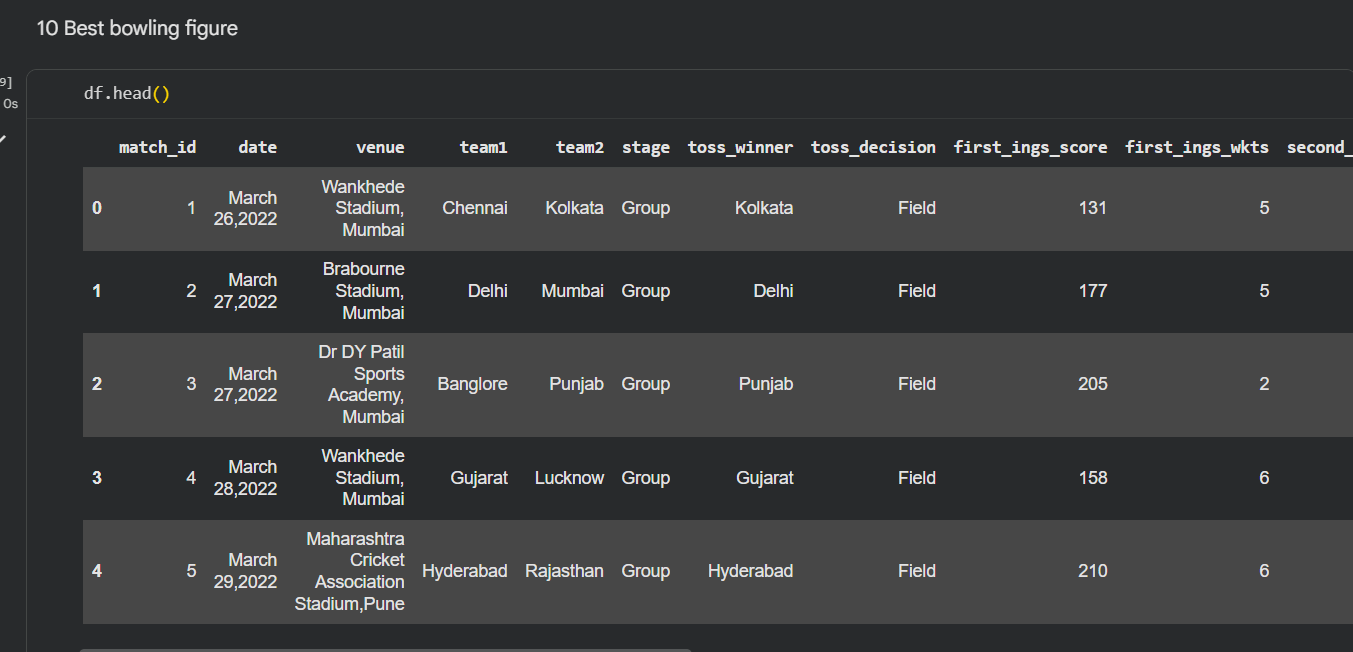 10 Best bowling figure
9]
0s
df.head()
match_id date venue team1 team2 stage toss_winner toss_decision first_ings_score first_ings_wkts second_
0 1 March 26,2022 Wankhede Stadium, Mumbai Chennai Kolkata Group Kolkata Field 131 5
1 2 March 27,2022 Brabourne Stadium, Mumbai Delhi Mumbai Group Delhi Field 177 5
2 3 March 27,2022 Dr DY Patil Sports Academy, Mumbai Banglore Punjab Group Punjab Field 205 2
3 4 March 28,2022 Wankhede Stadium, Mumbai Gujarat Lucknow Group Gujarat Field 158 6
4 5 March 29,2022 Maharashtra Cricket Association Stadium,Pune Hyderabad Rajasthan Group Hyderabad Field 210 6